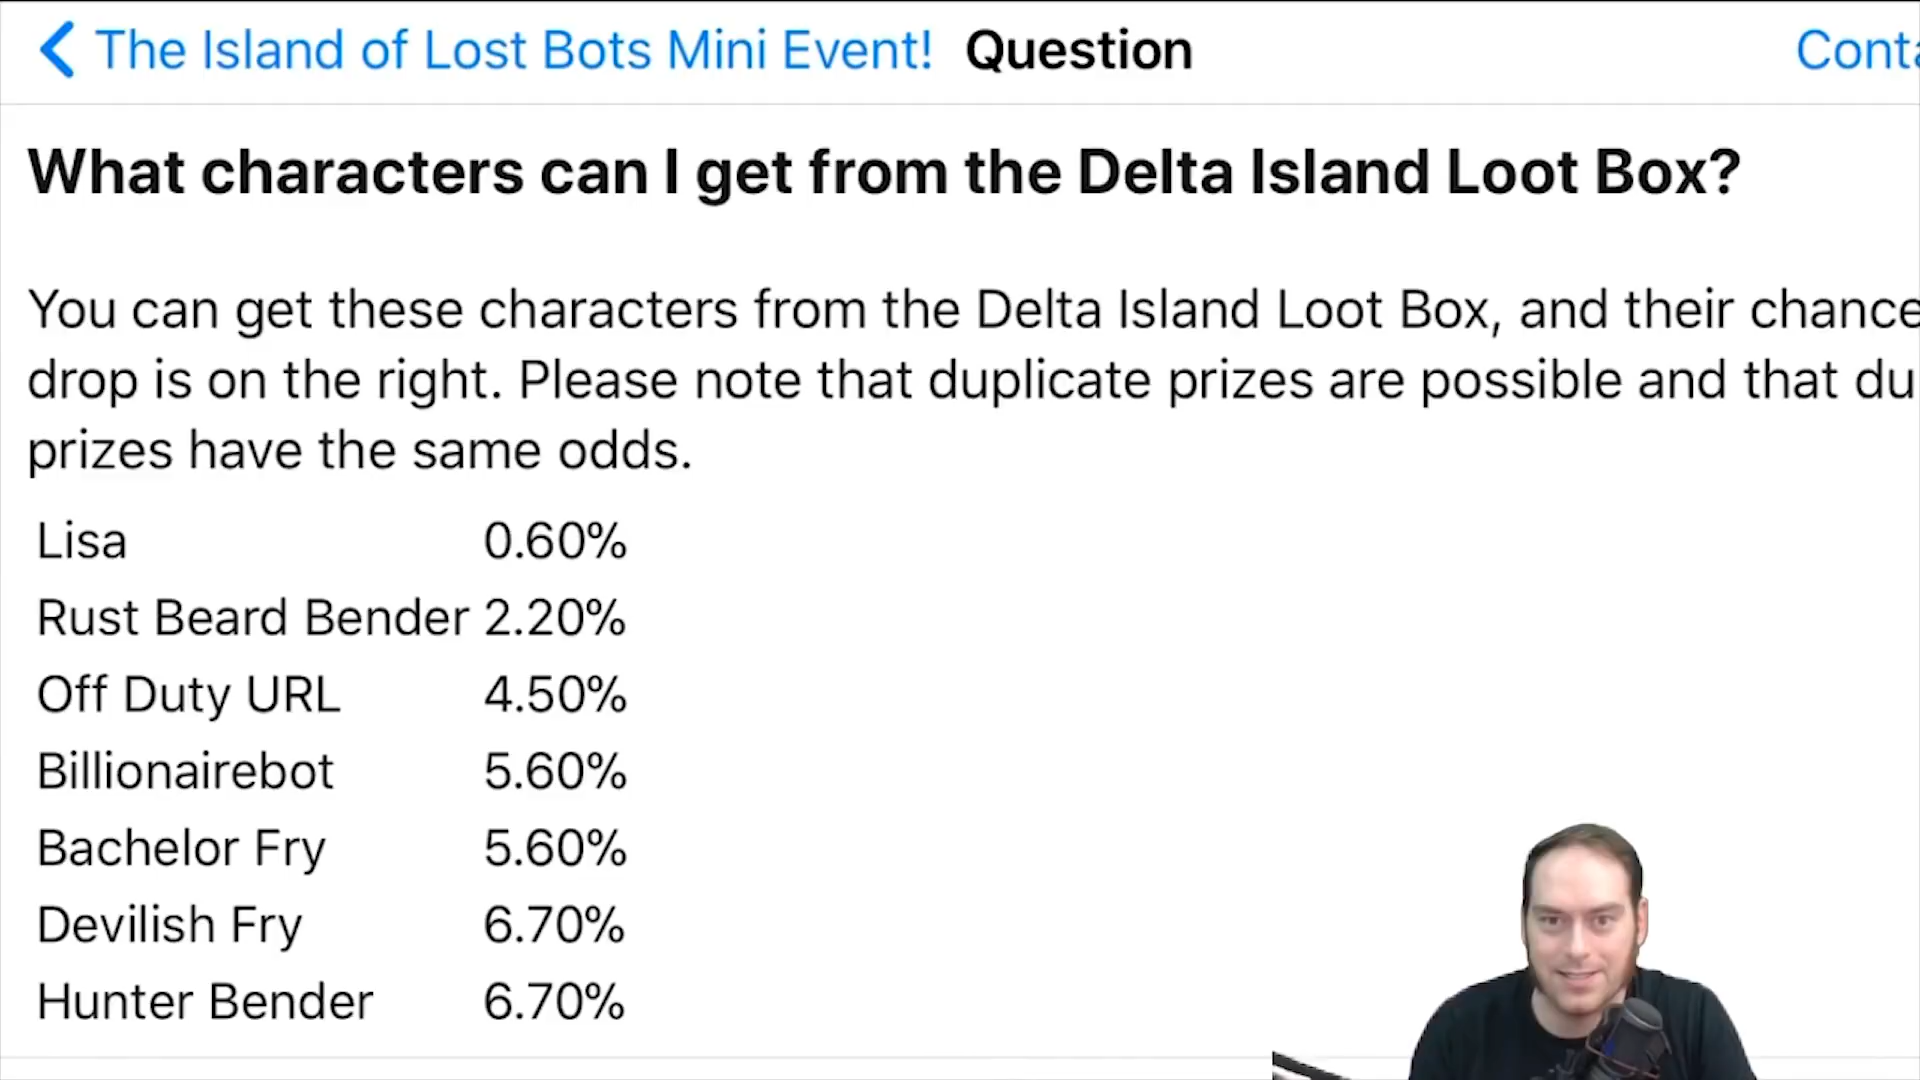 The Island of Lost Bots Mini Event! Question
What characters can I get from the Delta Island Loot Box?
You can get these characters from the Delta Island Loot Box, and their chance
drop is on the right. Please note that duplicate prizes are possible and that du
prizes have the same odds.
Lisa 0.60%
Rust Beard Bender 2.20%
Off Duty URL 4.50%
Billionairebot 5.60%
Bachelor Fry 5.60%
Devilish Fry 6.70%
Hunter Bender 6.70%